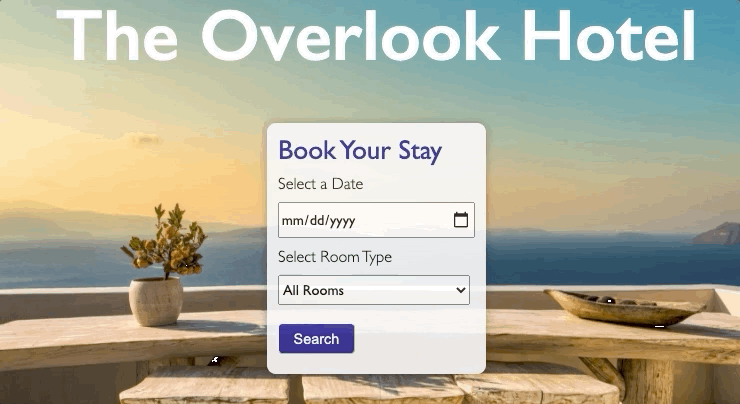 The Overlook Hotel
Book Your Stay
Select a Date
mm/dd/yyyy
Select Room Type
All Rooms
Search